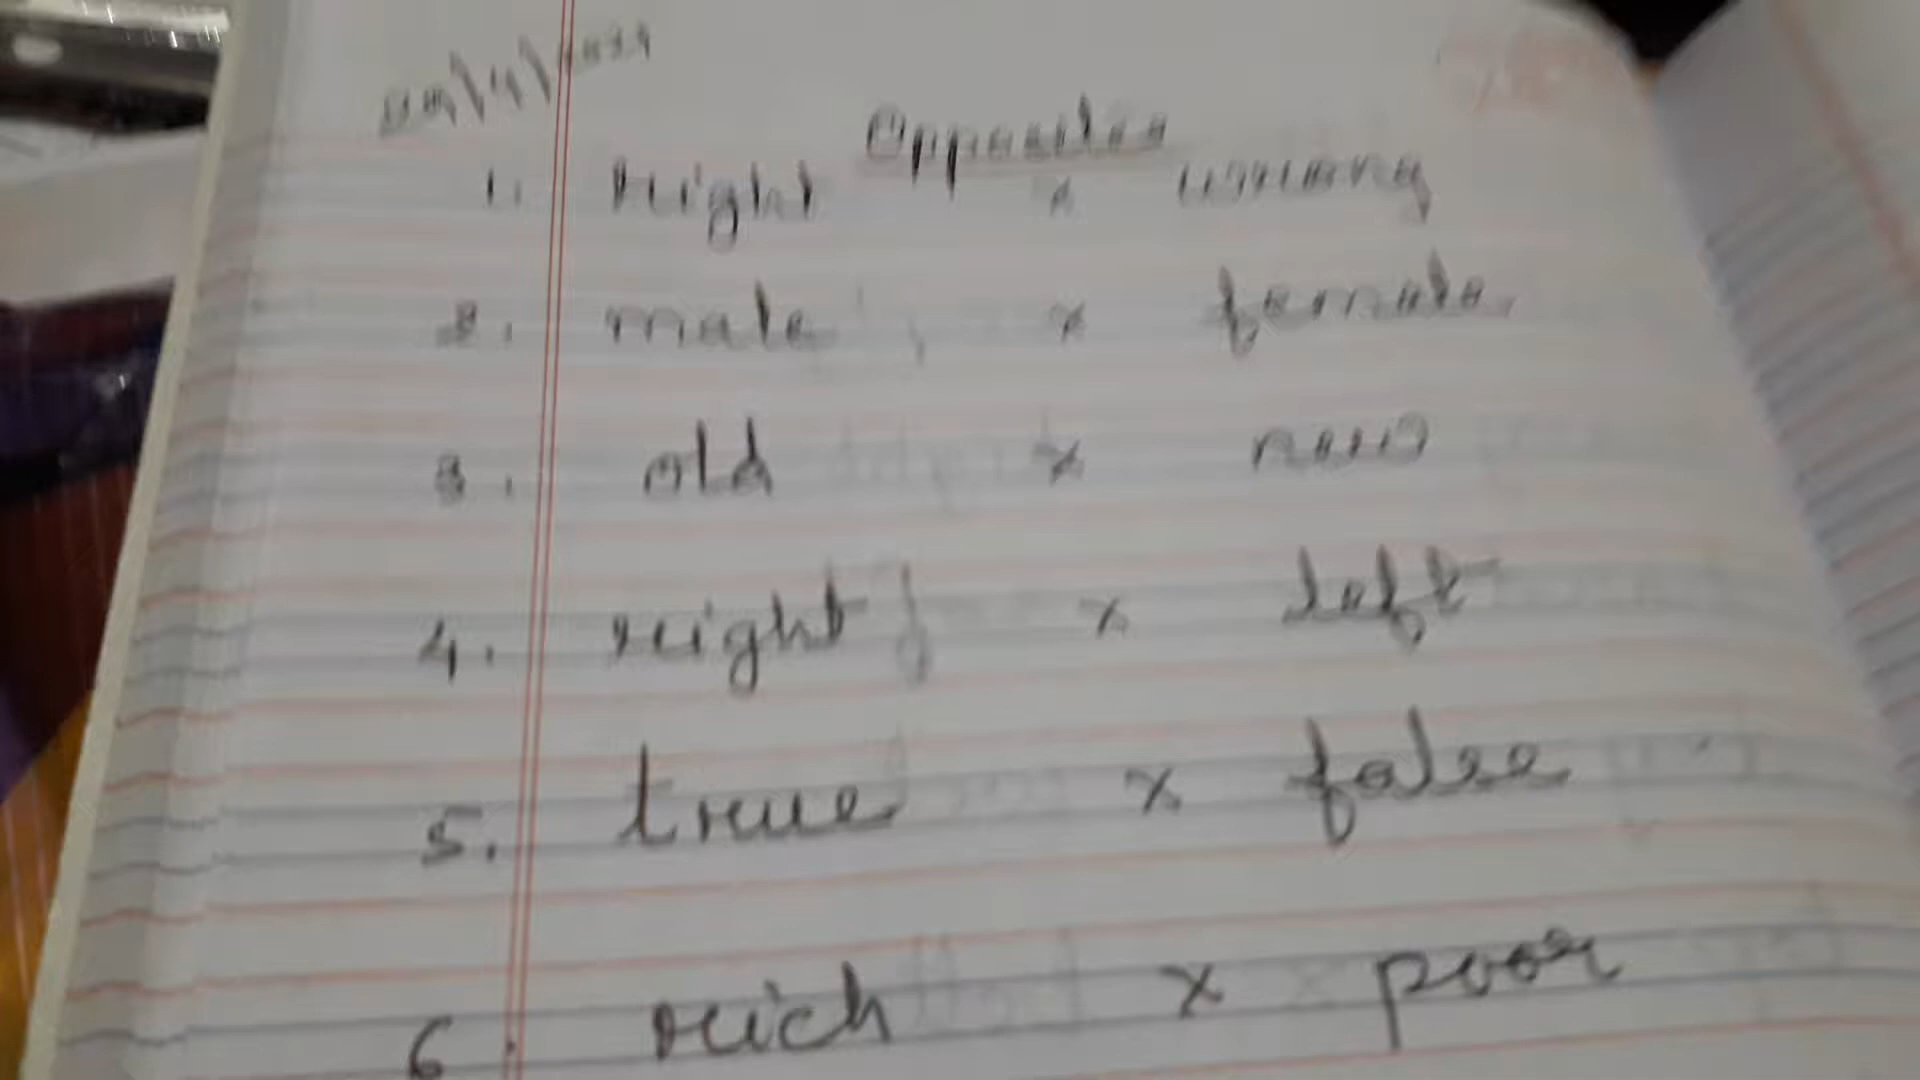 Opposites
1. right x wrong
2. male x female
3. old x new
4. right x left
5. true x false
6. rich x poor